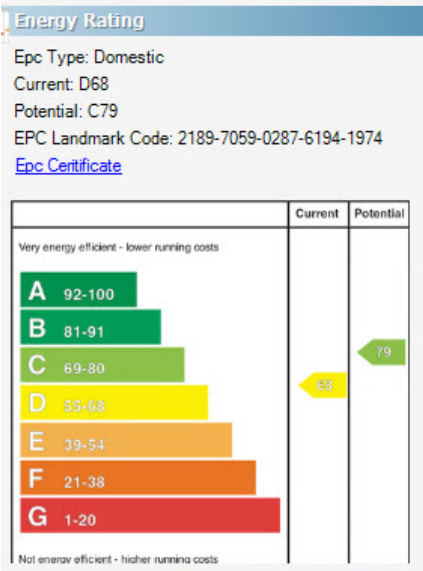 Energy Rating
Epc Type: Domestic
Current: D68
Potential: C79
EPC Landmark Code: 2189-7059-0287-6194-1974
Epc Ceritificate
Current Potential
Very energy efficient - lower running costs
A 92-100
B 81-91
79
C 69-80
68
D 55-68
E 39-54
F 21-38
G 1-20
Not energy efficient - higher running costs